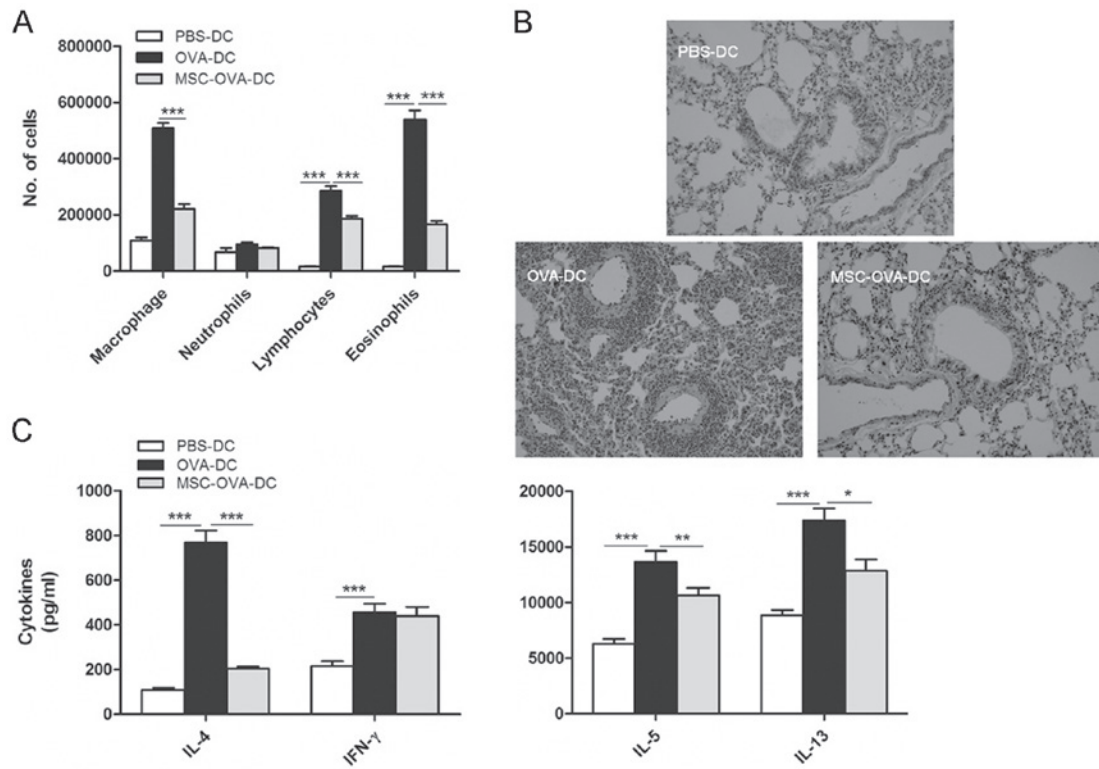 A
PBS-DC
OVA-DC
MSC-OVA-DC
800000
600000
400000
200000
0
No. of cells
***
*** ***
*** ***
Macrophage
Neutrophils
Lymphocytes
Eosinophils
B
PBS-DC
OVA-DC
MSC-OVA-DC
C
PBS-DC
OVA-DC
MSC-OVA-DC
1000
800
600
400
200
0
Cytokines
(pg/ml)
*** ***
***
IL-4
IFN-γ
20000
15000
10000
5000
0
*** **
*** *
IL-5
IL-13